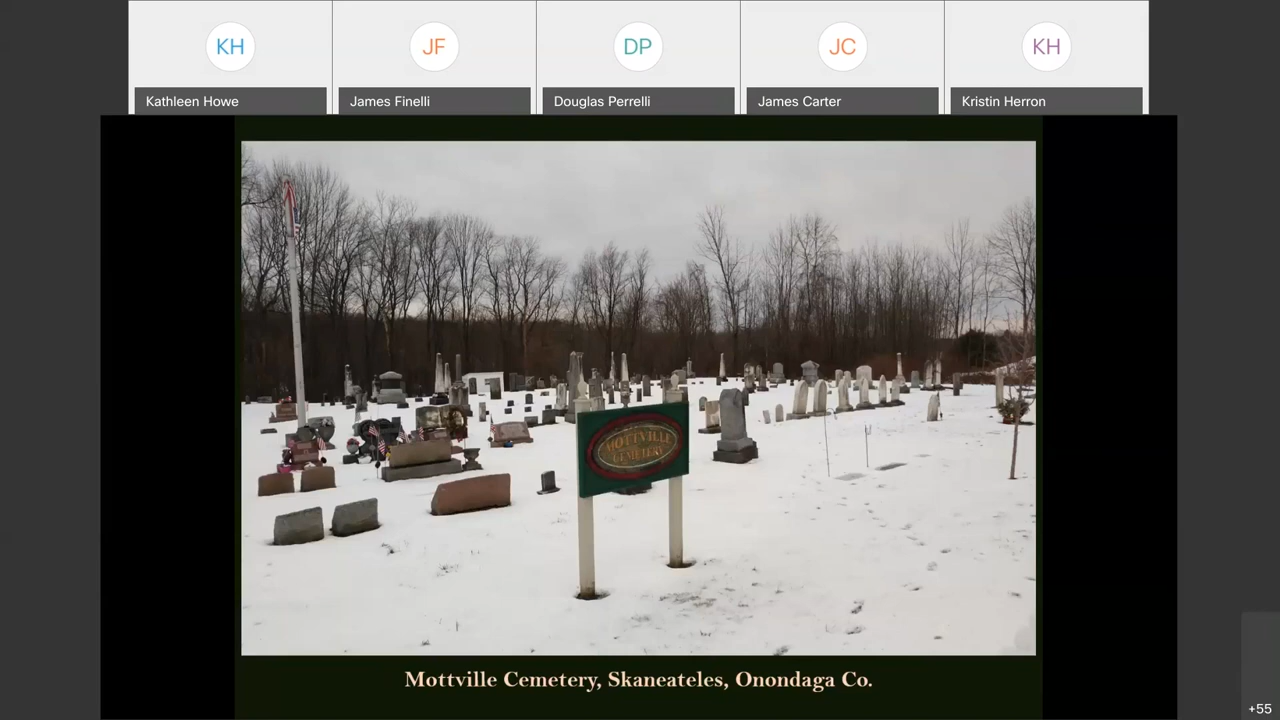 KH
JF
DP
JC
KH
Kathleen Howe
James Finelli
Douglas Perrelli
James Carter
Kristin Herron
MOTTVILLE
CEMETERY
Mottville Cemetery, Skaneateles, Onondaga Co.
+55